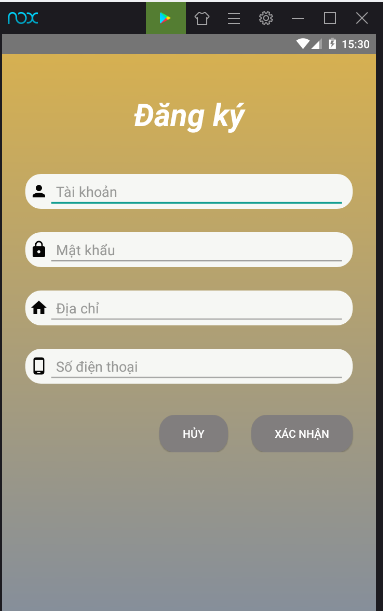 nox
15:30
Đăng ký
Tài khoản
Mật khẩu
Địa chỉ
Số điện thoại
HỦY XÁC NHẬN